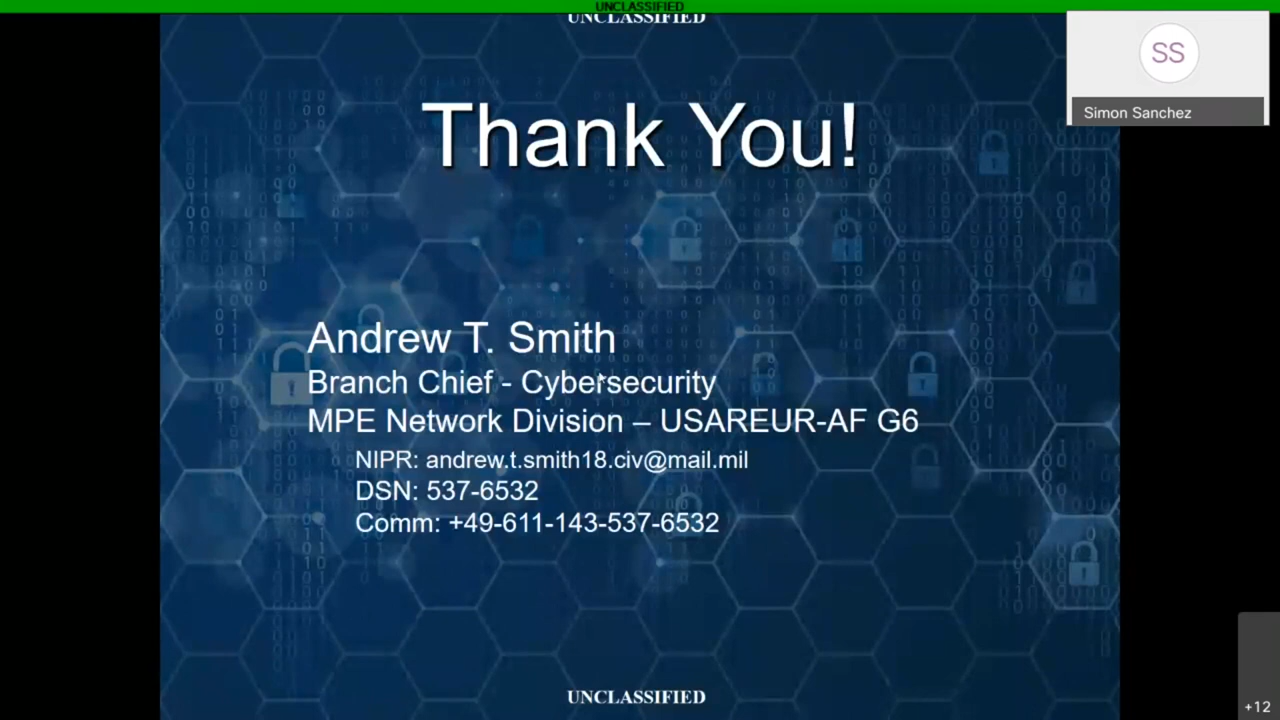 UNCLASSIFIED
UNCLASSIFIED
SS
Simon Sanchez
Thank You!
Andrew T. Smith
Branch Chief - Cybersecurity
MPE Network Division – USAREUR-AF G6
NIPR: andrew.t.smith18.civ@mail.mil
DSN: 537-6532
Comm: +49-611-143-537-6532
UNCLASSIFIED
+12